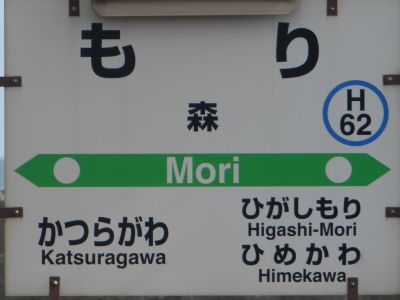 もり
森
H
62
Mori
かつらがわ
Katsuragawa
ひがしもり
Higashi-Mori
ひめかわ
Himekawa